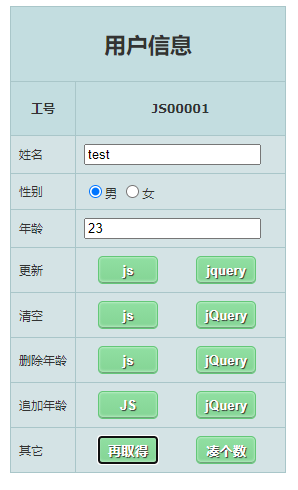 用户信息
工号 JS00001
姓名 test
性别 男 女
年龄 23
更新 js jquery
清空 js jQuery
删除年龄 js jQuery
追加年龄 JS jQuery
其它 再取得 凑个数